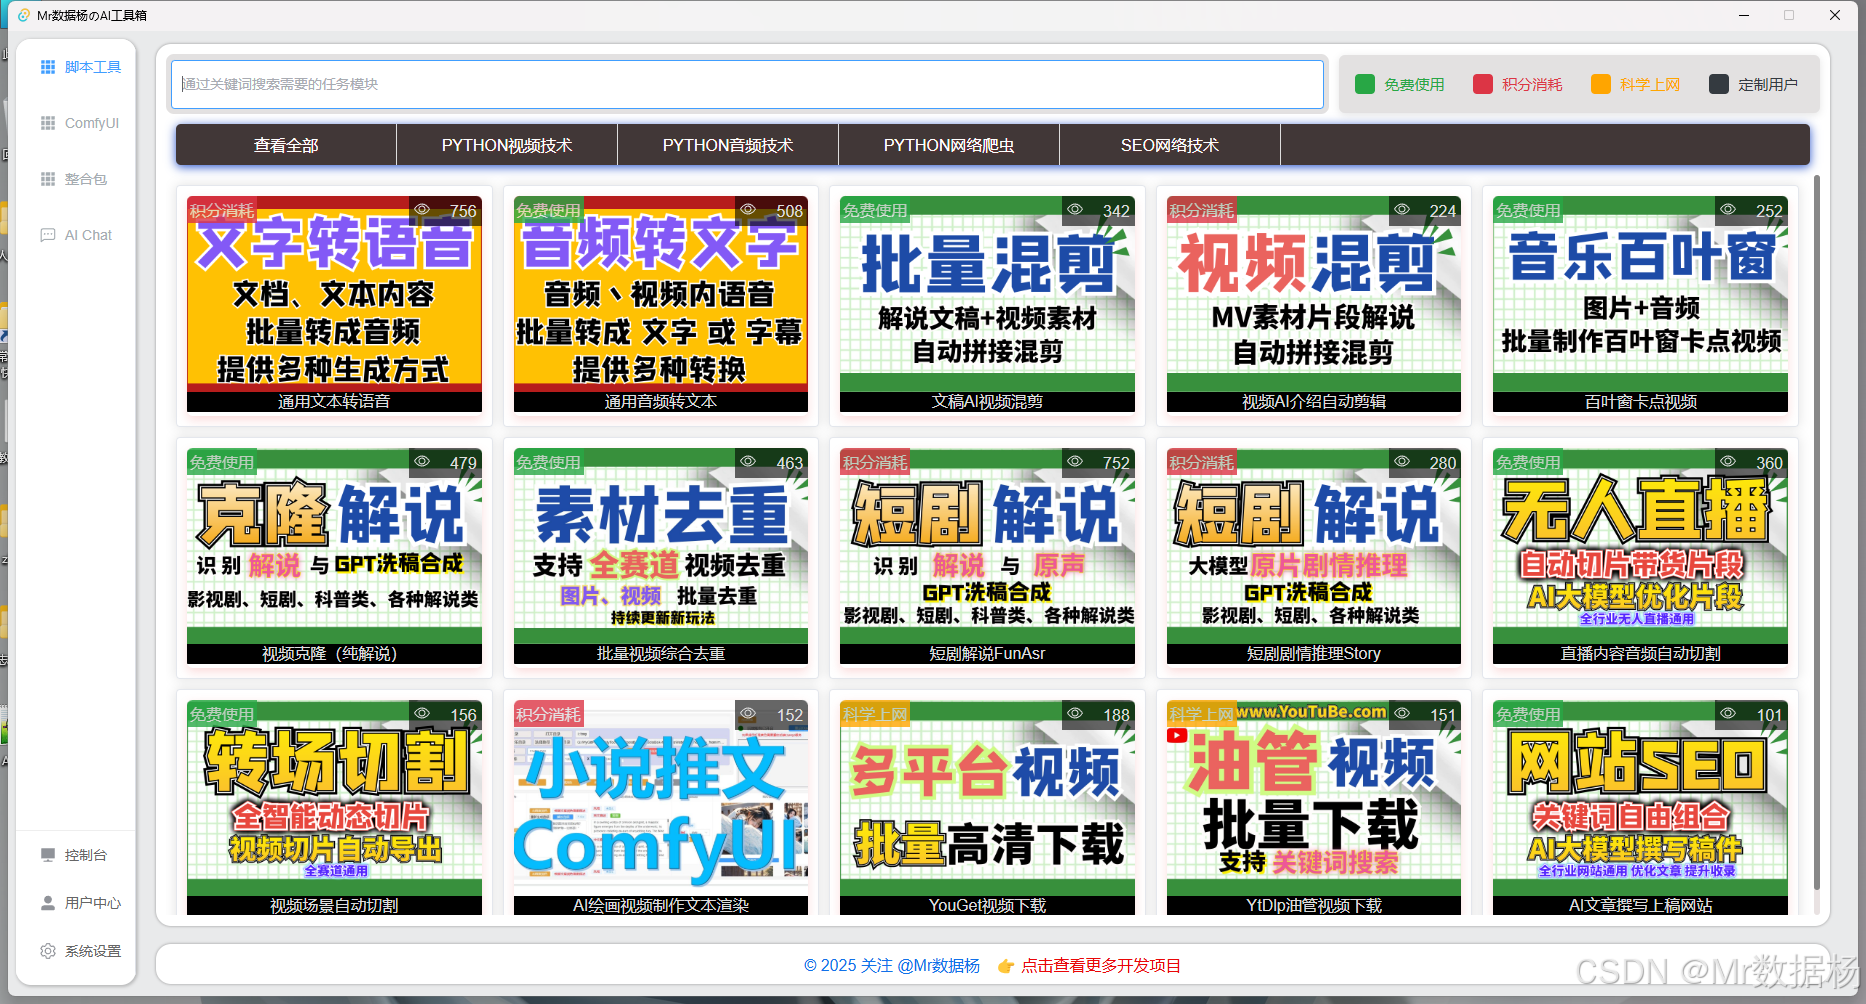 Mr数据杨のAI工具箱
脚本工具
ComfyUI
整合包
AI Chat
控制台
用户中心
系统设置
通过关键词搜索需要的任务模块
免费使用 积分消耗 科学上网 定制用户
查看全部 PYTHON视频技术 PYTHON音频技术 PYTHON网络爬虫 SEO网络技术
积分消耗 756
文字转语音
文档、文本内容
批量转成音频
提供多种生成方式
通用文本转语音
免费使用 508
音频转文字
音频、视频内语音
批量转成 文字 或 字幕
提供多种转换
通用音频转文本
免费使用 342
批量混剪
解说文稿+视频素材
自动拼接混剪
文稿AI视频混剪
积分消耗 224
视频混剪
MV素材片段解说
自动拼接混剪
视频AI介绍自动剪辑
免费使用 252
音乐百叶窗
图片+音频
批量制作百叶窗卡点视频
百叶窗卡点视频
免费使用 479
克隆解说
识别 解说 与 GPT洗稿合成
影视剧、短剧、科普类、各种解说类
视频克隆（纯解说）
免费使用 463
素材去重
支持 全赛道 视频去重
图片、视频 批量去重
持续更新新玩法
批量视频综合去重
积分消耗 752
短剧解说
识别 解说 与 原声
GPT洗稿合成
影视剧、短剧、科普类、各种解说类
短剧解说FunAsr
积分消耗 280
短剧解说
大模型原片剧情推理
GPT洗稿合成
影视剧、短剧、各种解说类
短剧剧情推理Story
免费使用 360
无人直播
自动切片带货片段
AI大模型优化片段
全行业无人直播通用
直播内容音频自动切割
免费使用 156
转场切割
全智能动态切片
视频切片自动导出
全赛道通用
视频场景自动切割
积分消耗 152
小说推文
ComfyUI
AI绘画视频制作文本渲染
科学上网 188
多平台视频
批量高清下载
YouGet视频下载
科学上网 www.YouTuBe.com 151
油管视频
批量下载
支持 关键词搜索
YtDlp油管视频下载
免费使用 101
网站SEO
关键词自由组合
AI大模型撰写稿件
全行业网站通用 优化文章 提升收录
AI文章撰写上稿网站
© 2025 关注 @Mr数据杨 👉 点击查看更多开发项目
CSDN @Mr数据杨